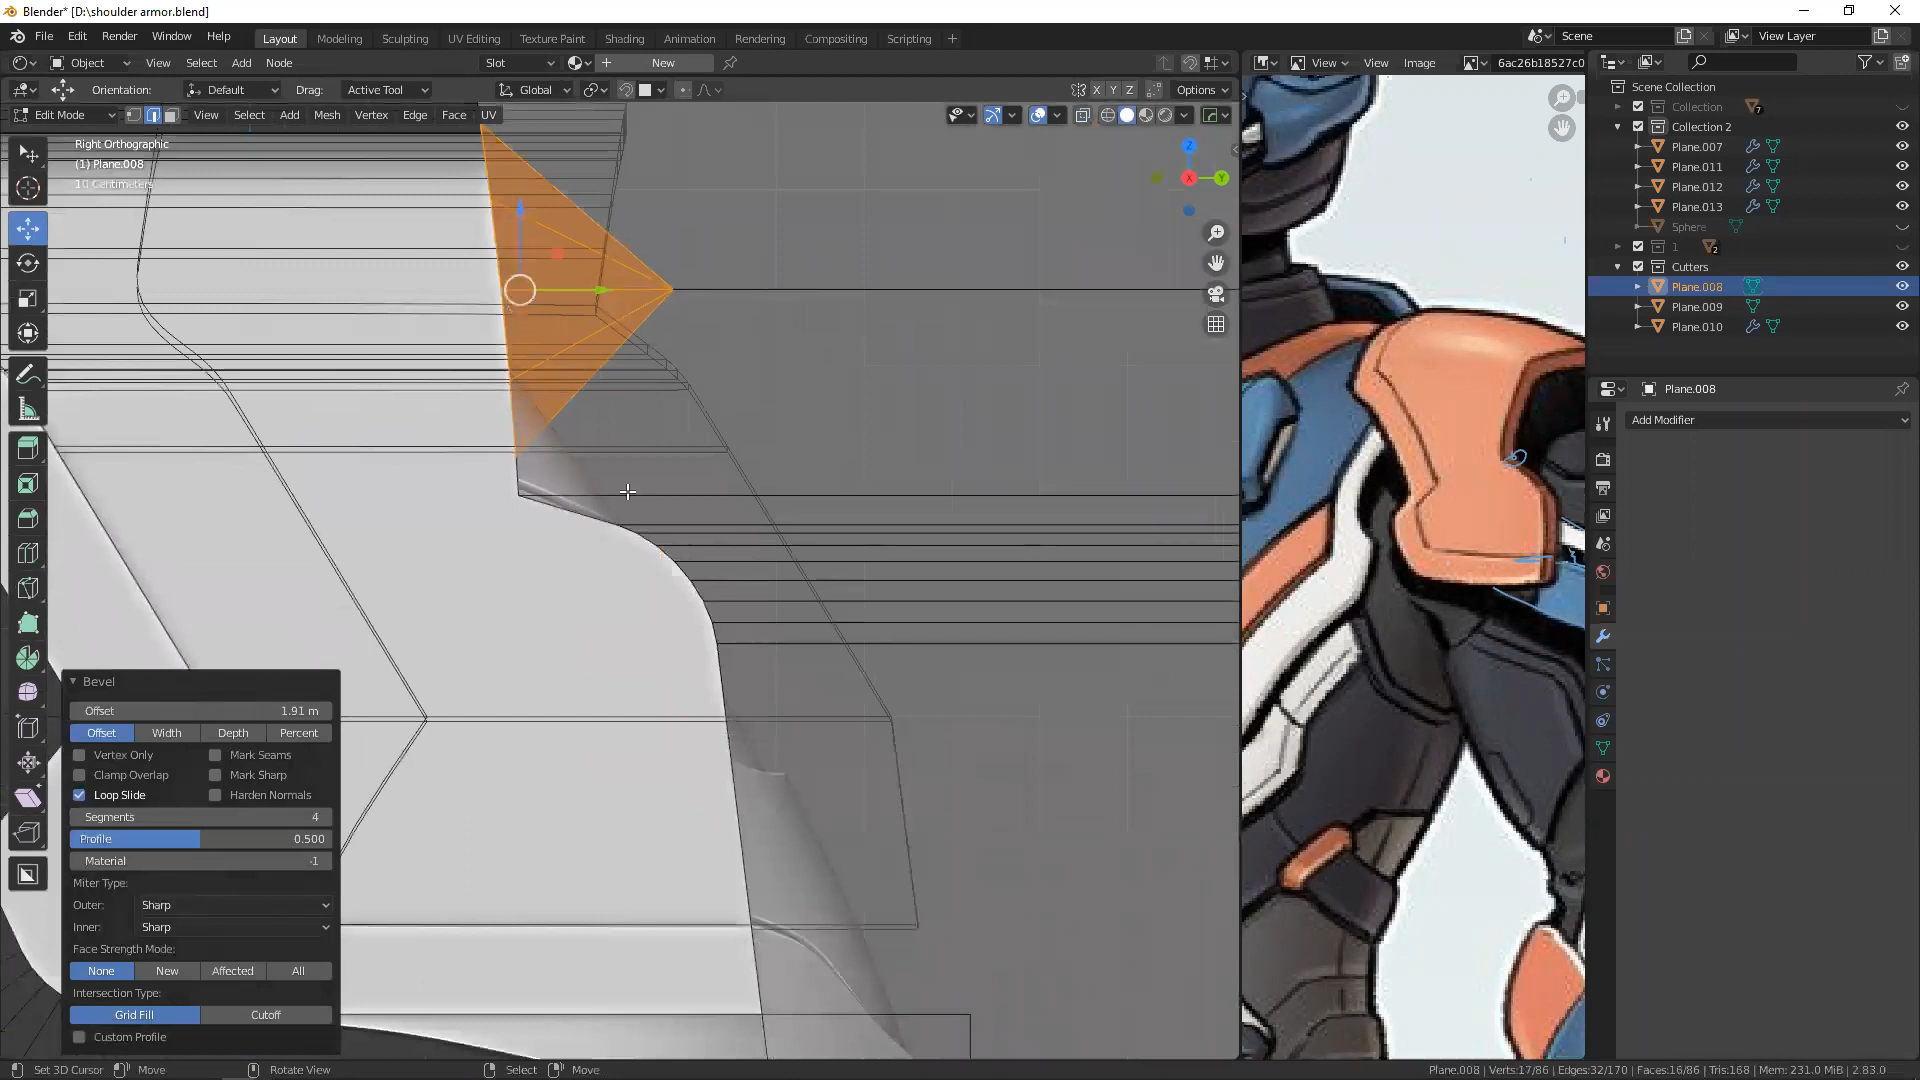 Blender* [D:\shoulder armor.blend]
File Edit Render Window Help Layout Modeling Sculpting UV Editing Texture Paint Shading Animation Rendering Compositing Scripting + Scene View Layer
Object View Select Add Node Slot New View View Image 6ac26b18527c0
Orientation: Default Drag: Active Tool Global X Y Z Options
Scene Collection
Edit Mode View Select Add Mesh Vertex Edge Face UV
Collection 7
Collection 2
Right Orthographic
(1) Plane.008
10 Centimeters
Z
X
Y
Plane.007
Plane.011
Plane.012
Plane.013
Sphere
1 2
Cutters
Plane.008
Plane.009
Plane.010
Plane.008
Add Modifier
Bevel
Offset 1.91 m
Offset Width Depth Percent
Vertex Only Mark Seams
Clamp Overlap Mark Sharp
Loop Slide Harden Normals
Segments 4
Profile 0.500
Material -1
Miter Type:
Outer: Sharp
Inner: Sharp
Face Strength Mode:
None New Affected All
Intersection Type:
Grid Fill Cutoff
Custom Profile
Set 3D Cursor Move Rotate View Select Move Plane.008 | Verts:17/86 | Edges:32/170 | Faces:16/86 | Tris:168 | Mem: 231.0 MiB | 2.83.0